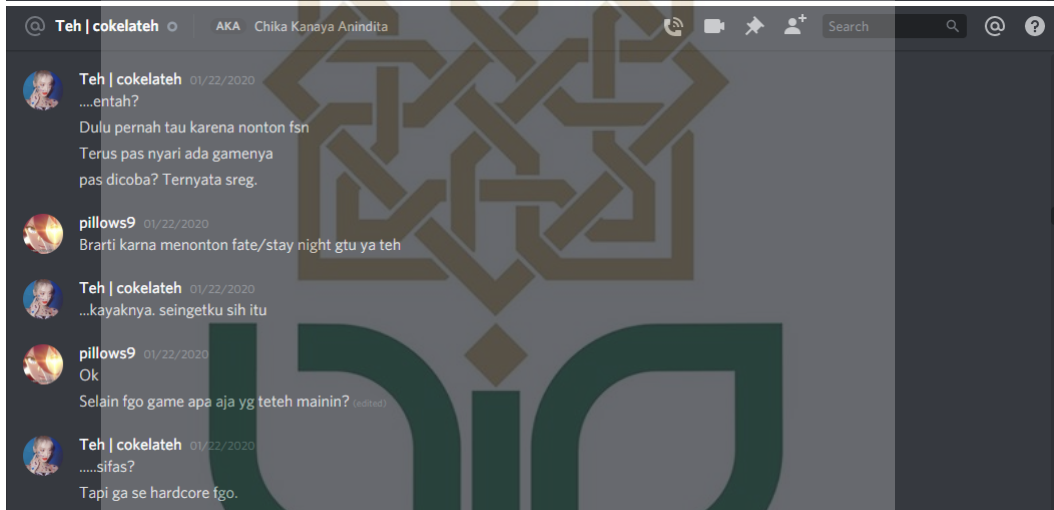 @ Teh | cokelateh AKA Chika Kanaya Anindita Search @ ?
Teh | cokelateh 01/22/2020
....entah?
Dulu pernah tau karena nonton fsn
Terus pas nyari ada gamenya
pas dicoba? Ternyata sreg.
pillows9 01/22/2020
Brarti karna menonton fate/stay night gtu ya teh
Teh | cokelateh 01/22/2020
...kayaknya. seingetku sih itu
pillows9 01/22/2020
Ok
Selain fgo game apa aja yg teteh mainin? (edited)
Teh | cokelateh 01/22/2020
.....sifas?
Tapi ga se hardcore fgo.